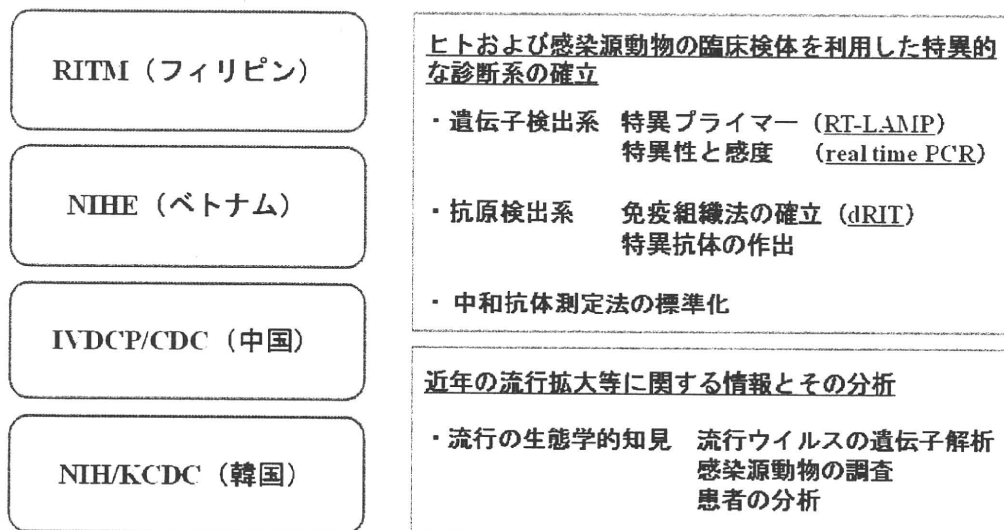 RITM（フィリピン）
NIHE（ベトナム）
IVDCP/CDC（中国）
NIH/KCDC（韓国）
ヒトおよび感染源動物の臨床検体を利用した特異的
な診断系の確立
・遺伝子検出系 特異プライマー（RT-LAMP）
特異性と感度 （real time PCR）
・抗原検出系 免疫組織法の確立（dRIT）
特異抗体の作出
・中和抗体測定法の標準化
近年の流行拡大等に関する情報とその分析
・流行の生態学的知見 流行ウイルスの遺伝子解析
感染源動物の調査
患者の分析